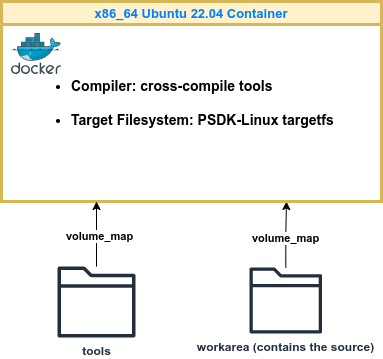 x86_64 Ubuntu 22.04 Container
docker
• Compiler: cross-compile tools
• Target Filesystem: PSDK-Linux targetfs
volume_map
volume_map
tools
workarea (contains the source)